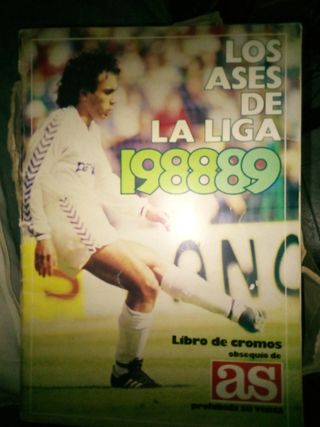 LOS
ASES
DE
LA LIGA
198889
Libro de cromos
obsequio de
as
prohibida su venta